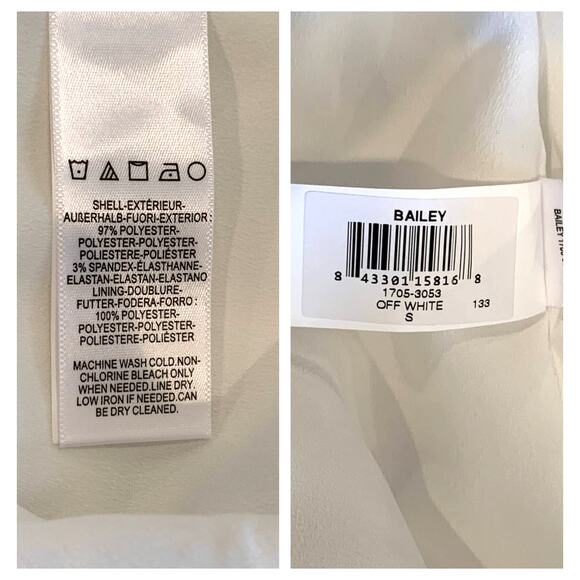 SHELL-EXTÉRIEUR-
AUßERHALB-FUORI-EXTERIOR:
97% POLYESTER-
POLYESTER-POLYESTER-
POLIESTERE-POLIÉSTER
3% SPANDEX-ÉLASTHANNE-
ELASTAN-ELASTAN-ELASTANO
LINING-DOUBLURE-
FUTTER-FODERA-FORRO:
100% POLYESTER-
POLYESTER-POLYESTER-
POLIESTERE-POLIÉSTER
MACHINE WASH COLD.NON-
CHLORINE BLEACH ONLY
WHEN NEEDED.LINE DRY.
LOW IRON IF NEEDED.CAN
BE DRY CLEANED.
BAILEY
8 43301 15816 8
1705-3053
OFF WHITE 133
S
BAILEY